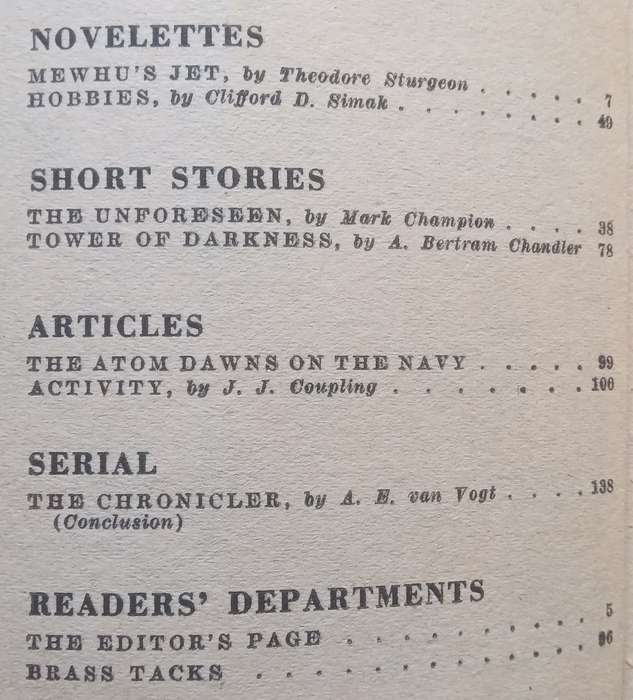 NOVELETTES
MEWHU'S JET, by Theodore Sturgeon . . . . . 7
HOBBIES, by Clifford D. Simak . . . . . . . . 49
SHORT STORIES
THE UNFORESEEN, by Mark Champion . . . . 38
TOWER OF DARKNESS, by A. Bertram Chandler 78
ARTICLES
THE ATOM DAWNS ON THE NAVY . . . . . 99
ACTIVITY, by J. J. Coupling . . . . . . . 100
SERIAL
THE CHRONICLER, by A. E. van Vogt . . . . 138
(Conclusion)
READERS' DEPARTMENTS
THE EDITOR'S PAGE . . . . . . . . . . 5
BRASS TACKS . . . . . . . . . . . . . 96